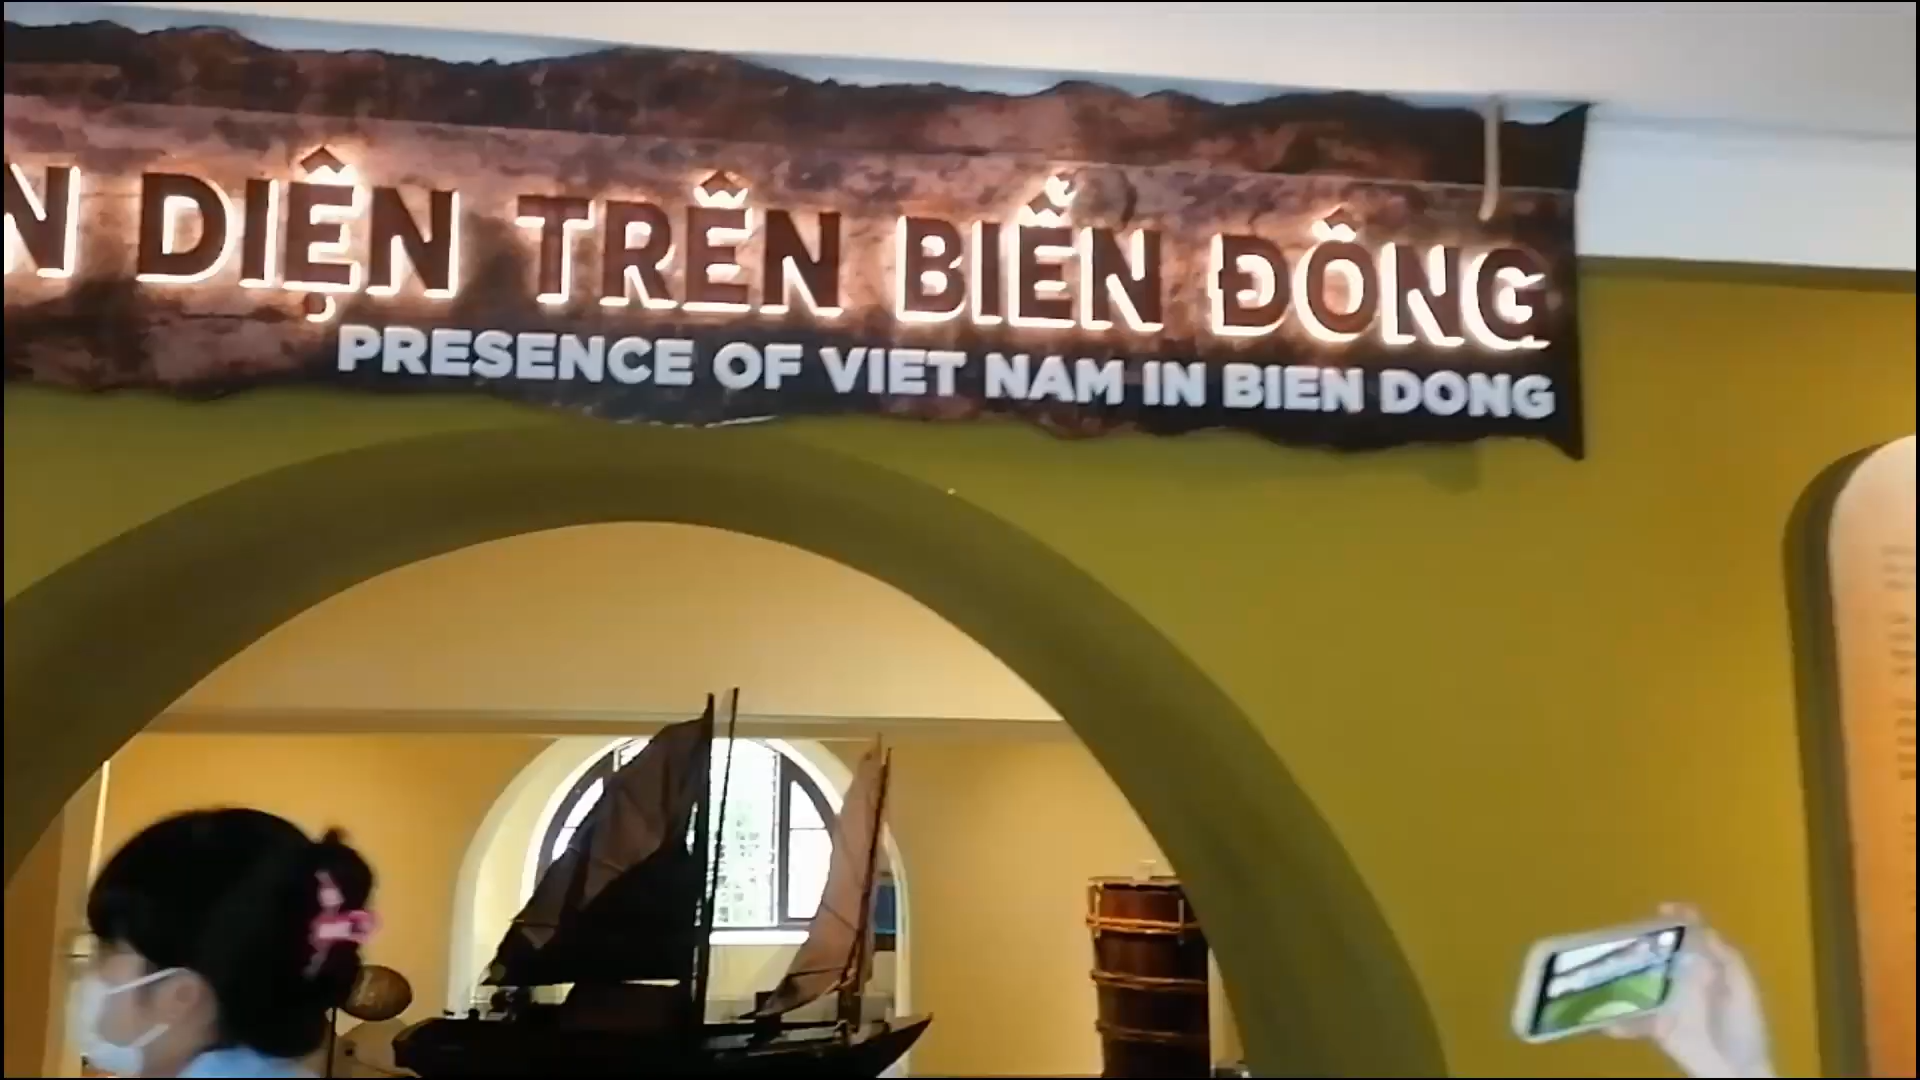 N DIỆN TRÊN BIỂN ĐÔNG
PRESENCE OF VIET NAM IN BIEN DONG